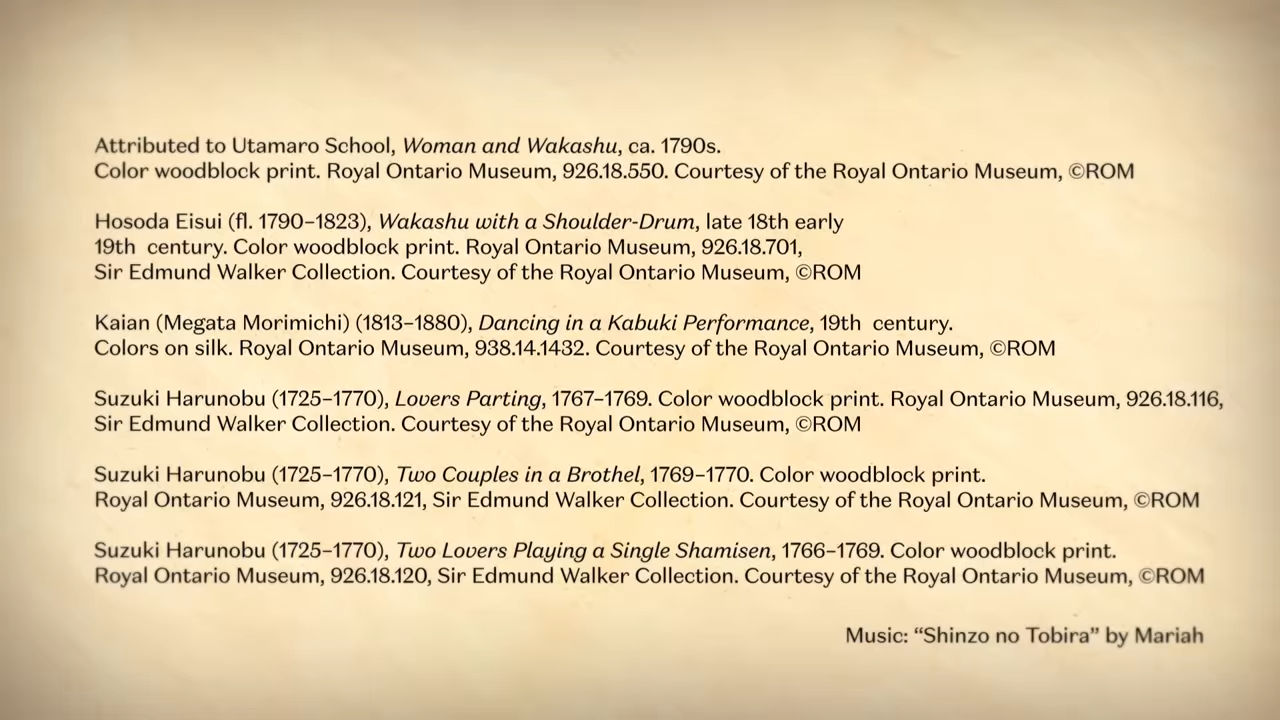 Attributed to Utamaro School, Woman and Wakashu, ca. 1790s.
Color woodblock print. Royal Ontario Museum, 926.18.550. Courtesy of the Royal Ontario Museum, ©ROM
Hosoda Eisui (fl. 1790–1823), Wakashu with a Shoulder-Drum, late 18th early
19th  century. Color woodblock print. Royal Ontario Museum, 926.18.701,
Sir Edmund Walker Collection. Courtesy of the Royal Ontario Museum, ©ROM
Kaian (Megata Morimichi) (1813–1880), Dancing in a Kabuki Performance, 19th  century.
Colors on silk. Royal Ontario Museum, 938.14.1432. Courtesy of the Royal Ontario Museum, ©ROM
Suzuki Harunobu (1725–1770), Lovers Parting, 1767–1769. Color woodblock print. Royal Ontario Museum, 926.18.116,
Sir Edmund Walker Collection. Courtesy of the Royal Ontario Museum, ©ROM
Suzuki Harunobu (1725–1770), Two Couples in a Brothel, 1769–1770. Color woodblock print.
Royal Ontario Museum, 926.18.121, Sir Edmund Walker Collection. Courtesy of the Royal Ontario Museum, ©ROM
Suzuki Harunobu (1725–1770), Two Lovers Playing a Single Shamisen, 1766–1769. Color woodblock print.
Royal Ontario Museum, 926.18.120, Sir Edmund Walker Collection. Courtesy of the Royal Ontario Museum, ©ROM
Music: “Shinzo no Tobira” by Mariah